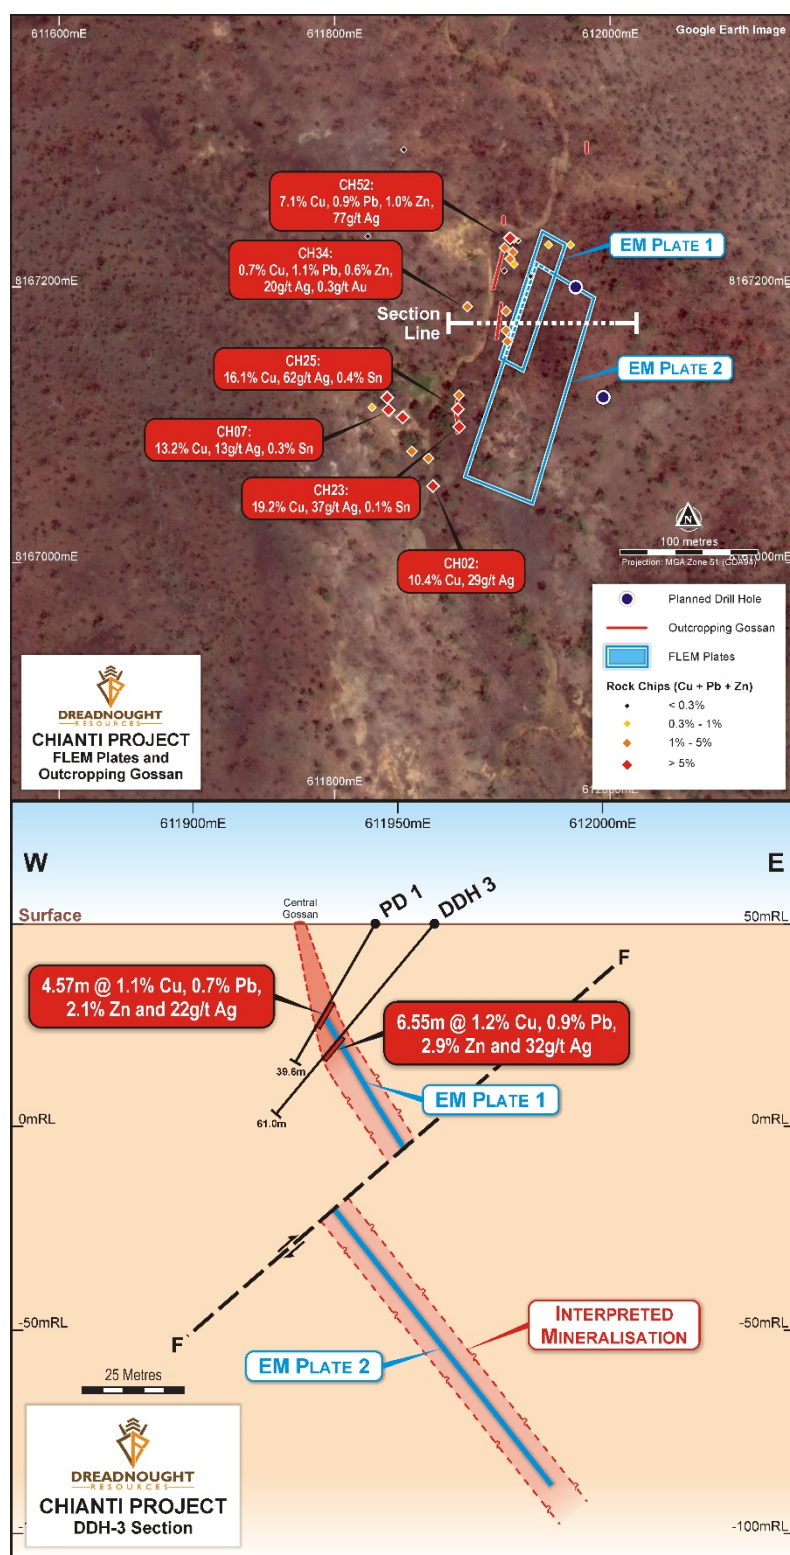 611600mE
611800mE
612000mE
Google Earth Image
CH52:
7.1% Cu, 0.9% Pb, 1.0% Zn,
77g/t Ag
EM PLATE 1
CH34:
0.7% Cu, 1.1% Pb, 0.6% Zn,
20g/t Ag, 0.3g/t Au
8167200mE
8167200mE
Section
Line
CH25:
16.1% Cu, 62g/t Ag, 0.4% Sn
EM PLATE 2
CH07:
13.2% Cu, 13g/t Ag, 0.3% Sn
CH23:
19.2% Cu, 37g/t Ag, 0.1% Sn
N
100 metres
8167000mE
8167000mE
Projection: MGA Zone 51 (GDA94)
CH02:
10.4% Cu, 29g/t Ag
Planned Drill Hole
Outcropping Gossan
FLEM Plates
Rock Chips (Cu + Pb + Zn)
< 0.3%
0.3% - 1%
1% - 5%
> 5%
DREADNOUGHT
RESOURCES
CHIANTI PROJECT
FLEM Plates and
Outcropping Gossan
611800mE
611900mE
611950mE
612000mE
W
E
Central
Gossan
PD 1
DDH 3
Surface
50mRL
F
4.57m @ 1.1% Cu, 0.7% Pb,
2.1% Zn and 22g/t Ag
6.55m @ 1.2% Cu, 0.9% Pb,
2.9% Zn and 32g/t Ag
39.6m
EM PLATE 1
61.0m
0mRL
0mRL
-50mRL
-50mRL
F
INTERPRETED
MINERALISATION
EM PLATE 2
25 Metres
DREADNOUGHT
RESOURCES
CHIANTI PROJECT
DDH-3 Section
-100mRL